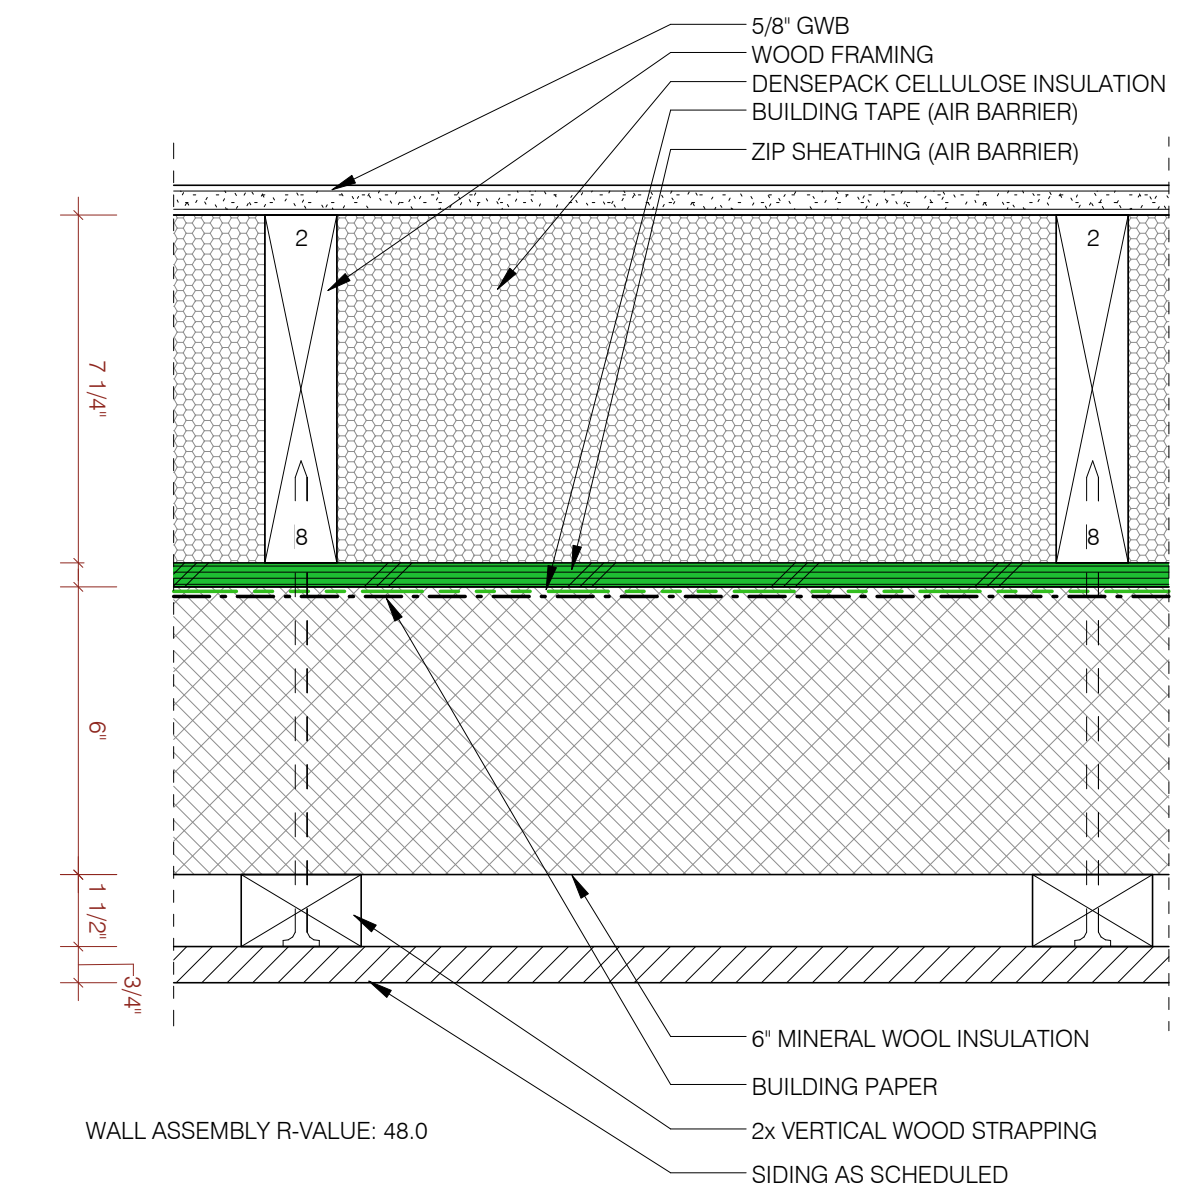 5/8" GWB
WOOD FRAMING
DENSEPACK CELLULOSE INSULATION
BUILDING TAPE (AIR BARRIER)
ZIP SHEATHING (AIR BARRIER)
2
2
7 1/4"
8
8
6"
1 1/2"
3/4"
6" MINERAL WOOL INSULATION
BUILDING PAPER
WALL ASSEMBLY R-VALUE: 48.0
2x VERTICAL WOOD STRAPPING
SIDING AS SCHEDULED